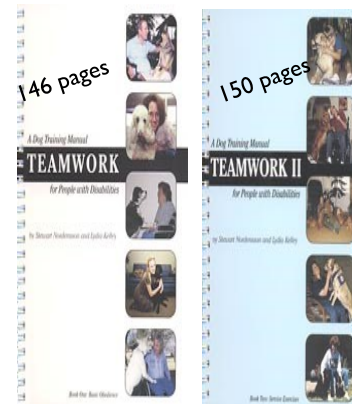 146 pages
A Dog Training Manual
TEAMWORK
for People with Disabilities
by Stewart Nordensson and Lydia Kelley
Book One: Basic Obedience
150 pages
A Dog Training Manual
TEAMWORK II
for People with Disabilities
by Stewart Nordensson and Lydia Kelley
Book Two: Service Exercises